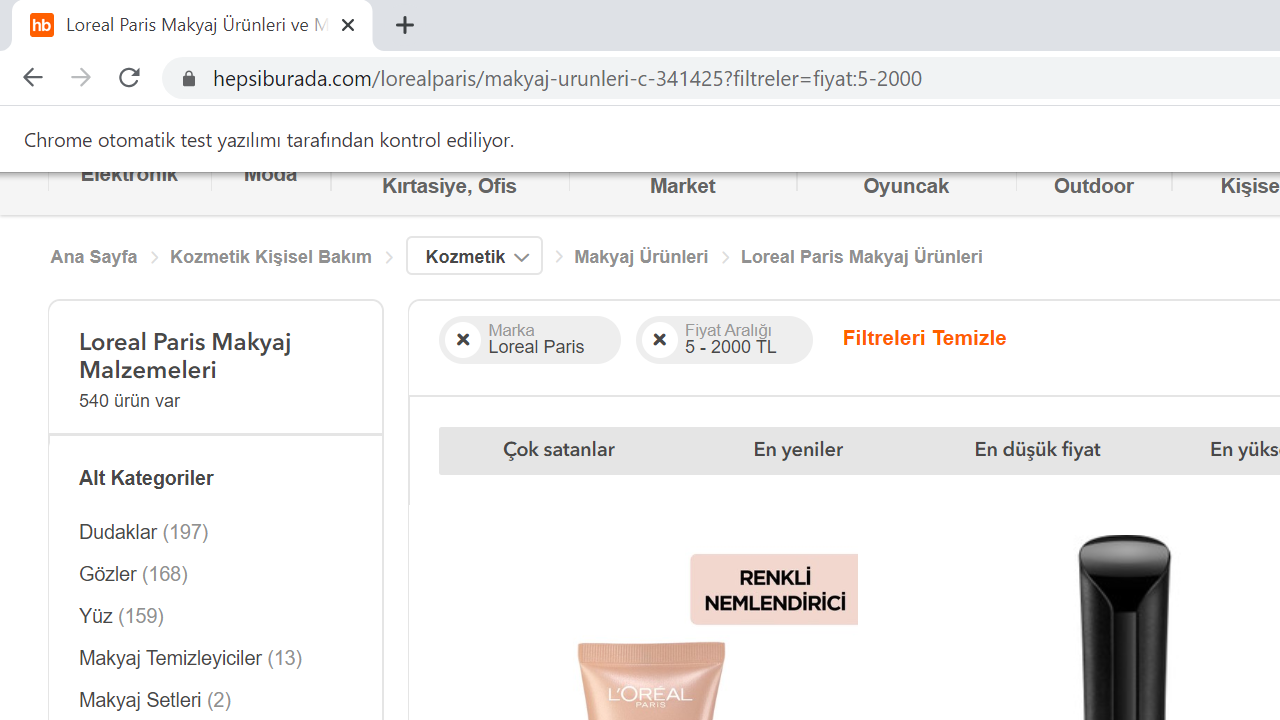 hb Loreal Paris Makyaj Ürünleri ve M
hepsiburada.com/lorealparis/makyaj-urunleri-c-341425?filtreler=fiyat:5-2000
Chrome otomatik test yazılımı tarafından kontrol ediliyor.
Elektronik Moda Kırtasiye, Ofis Market Oyuncak Outdoor Kişise
Ana Sayfa Kozmetik Kişisel Bakım Kozmetik Makyaj Ürünleri Loreal Paris Makyaj Ürünleri
Loreal Paris Makyaj
Malzemeleri
540 ürün var
Alt Kategoriler
Dudaklar (197)
Gözler (168)
Yüz (159)
Makyaj Temizleyiciler (13)
Makyaj Setleri (2)
Marka
Loreal Paris
Fiyat Aralığı
5 - 2000 TL
Filtreleri Temizle
Çok satanlar En yeniler En düşük fiyat En yükse
RENKLİ
NEMLENDİRİCİ
L'ORÉAL
PARIS